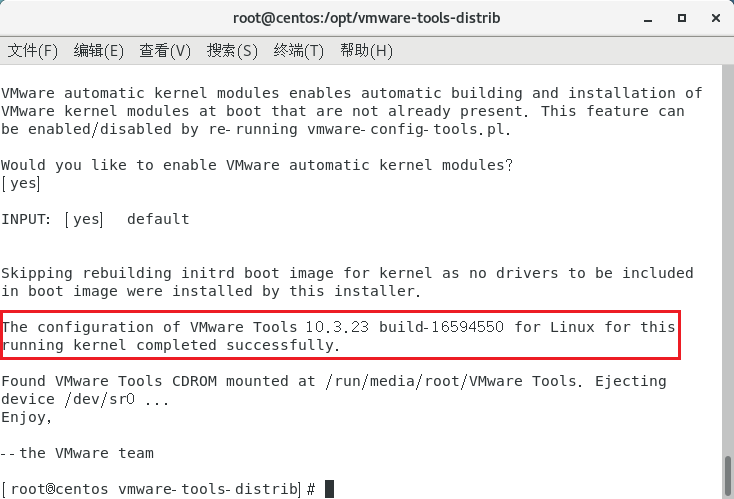 root@centos:/opt/vmware-tools-distrib
文件(F) 编辑(E) 查看(V) 搜索(S) 终端(T) 帮助(H)
VMware automatic kernel modules enables automatic building and installation of
VMware kernel modules at boot that are not already present. This feature can
be enabled/disabled by re-running vmware-config-tools.pl.
Would you like to enable VMware automatic kernel modules?
[yes]
INPUT: [yes]  default
Skipping rebuilding initrd boot image for kernel as no drivers to be included
in boot image were installed by this installer.
The configuration of VMware Tools 10.3.23 build-16594550 for Linux for this
running kernel completed successfully.
Found VMware Tools CDROM mounted at /run/media/root/VMware Tools. Ejecting
device /dev/sr0 ...
Enjoy,
--the VMware team
[root@centos vmware-tools-distrib]#